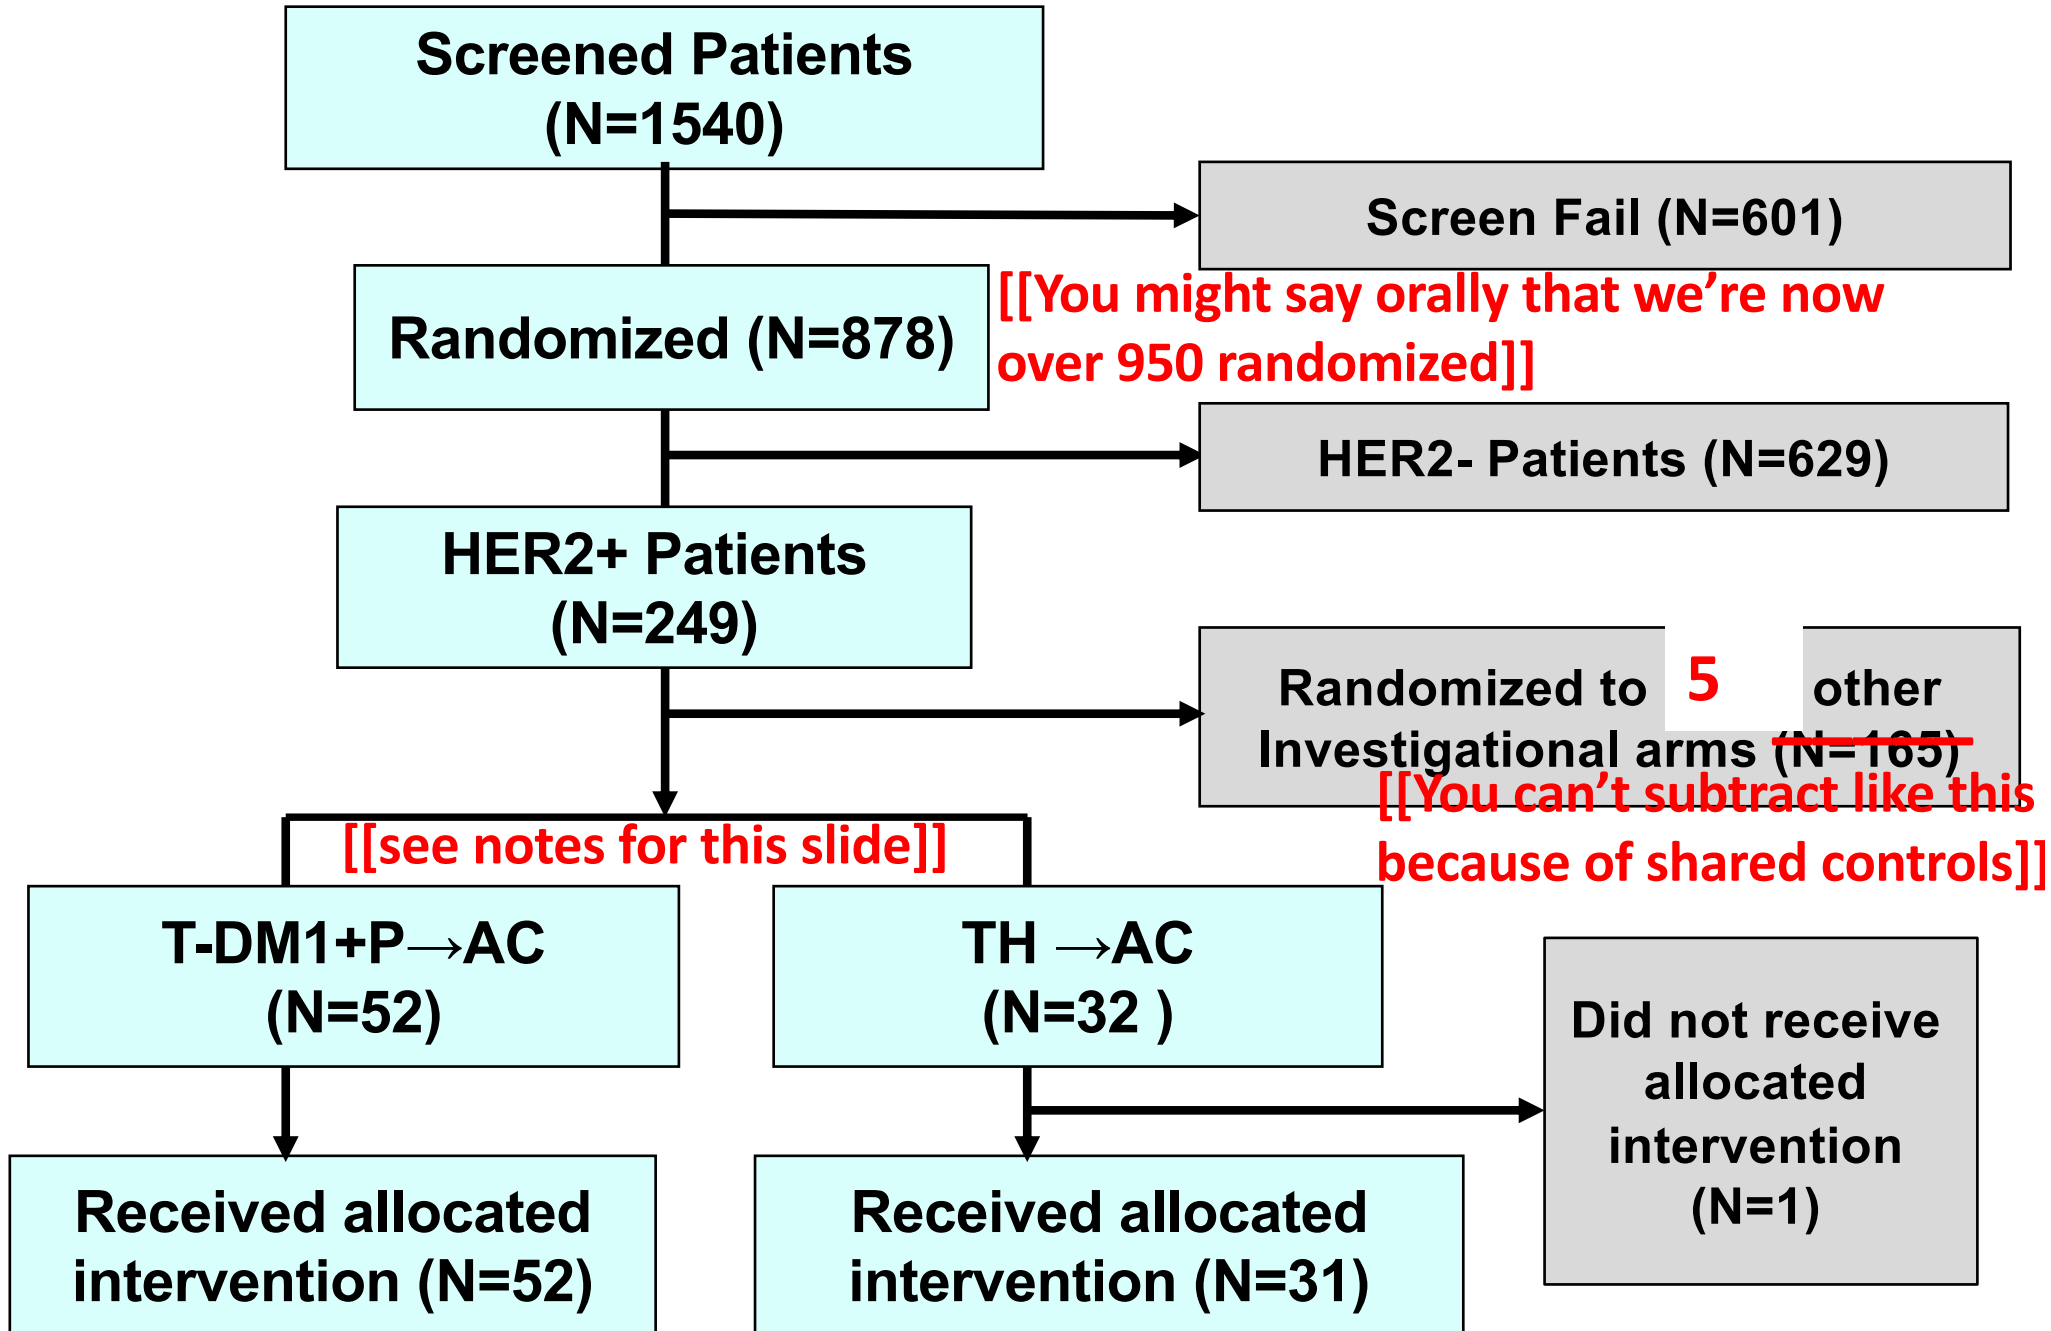 Screened Patients
(N=1540)
Screen Fail (N=601)
Randomized (N=878)
[[You might say orally that we’re now
over 950 randomized]]
HER2- Patients (N=629)
HER2+ Patients
(N=249)
Randomized to 5 other
Investigational arms (N=165)
[[You can’t subtract like this
because of shared controls]]
[[see notes for this slide]]
T-DM1+P→AC
(N=52)
TH →AC
(N=32 )
Did not receive
allocated
intervention
(N=1)
Received allocated
intervention (N=52)
Received allocated
intervention (N=31)